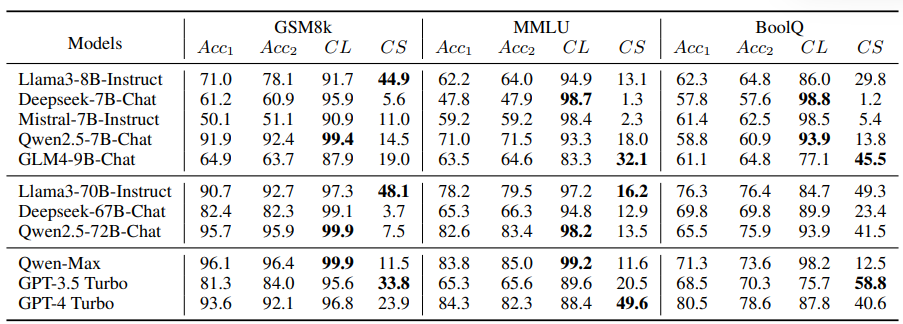 Models GSM8k MMLU BoolQ
Acc1 Acc2 CL CS Acc1 Acc2 CL CS Acc1 Acc2 CL CS
Llama3-8B-Instruct 71.0 78.1 91.7 44.9 62.2 64.0 94.9 13.1 62.3 64.8 86.0 29.8
Deepseek-7B-Chat 61.2 60.9 95.9 5.6 47.8 47.9 98.7 1.3 57.8 57.6 98.8 1.2
Mistral-7B-Instruct 50.1 51.1 90.9 11.0 59.2 59.2 98.4 2.3 61.4 62.5 98.5 5.4
Qwen2.5-7B-Chat 91.9 92.4 99.4 14.5 71.0 71.5 93.3 18.0 58.8 60.9 93.9 13.8
GLM4-9B-Chat 64.9 63.7 87.9 19.0 63.5 64.6 83.3 32.1 61.1 64.8 77.1 45.5
Llama3-70B-Instruct 90.7 92.7 97.3 48.1 78.2 79.5 97.2 16.2 76.3 76.4 84.7 49.3
Deepseek-67B-Chat 82.4 82.3 99.1 3.7 65.3 66.3 94.8 12.9 69.8 69.8 89.9 23.4
Qwen2.5-72B-Chat 95.7 95.9 99.9 7.5 82.6 83.4 98.2 13.5 65.5 75.9 93.9 41.5
Qwen-Max 96.1 96.4 99.9 11.5 83.8 85.0 99.2 11.6 71.3 73.6 98.2 12.5
GPT-3.5 Turbo 81.3 84.0 95.6 33.8 65.3 65.6 89.6 20.5 68.5 70.3 75.7 58.8
GPT-4 Turbo 93.6 92.1 96.8 23.9 84.3 82.3 88.4 49.6 80.5 78.6 87.8 40.6